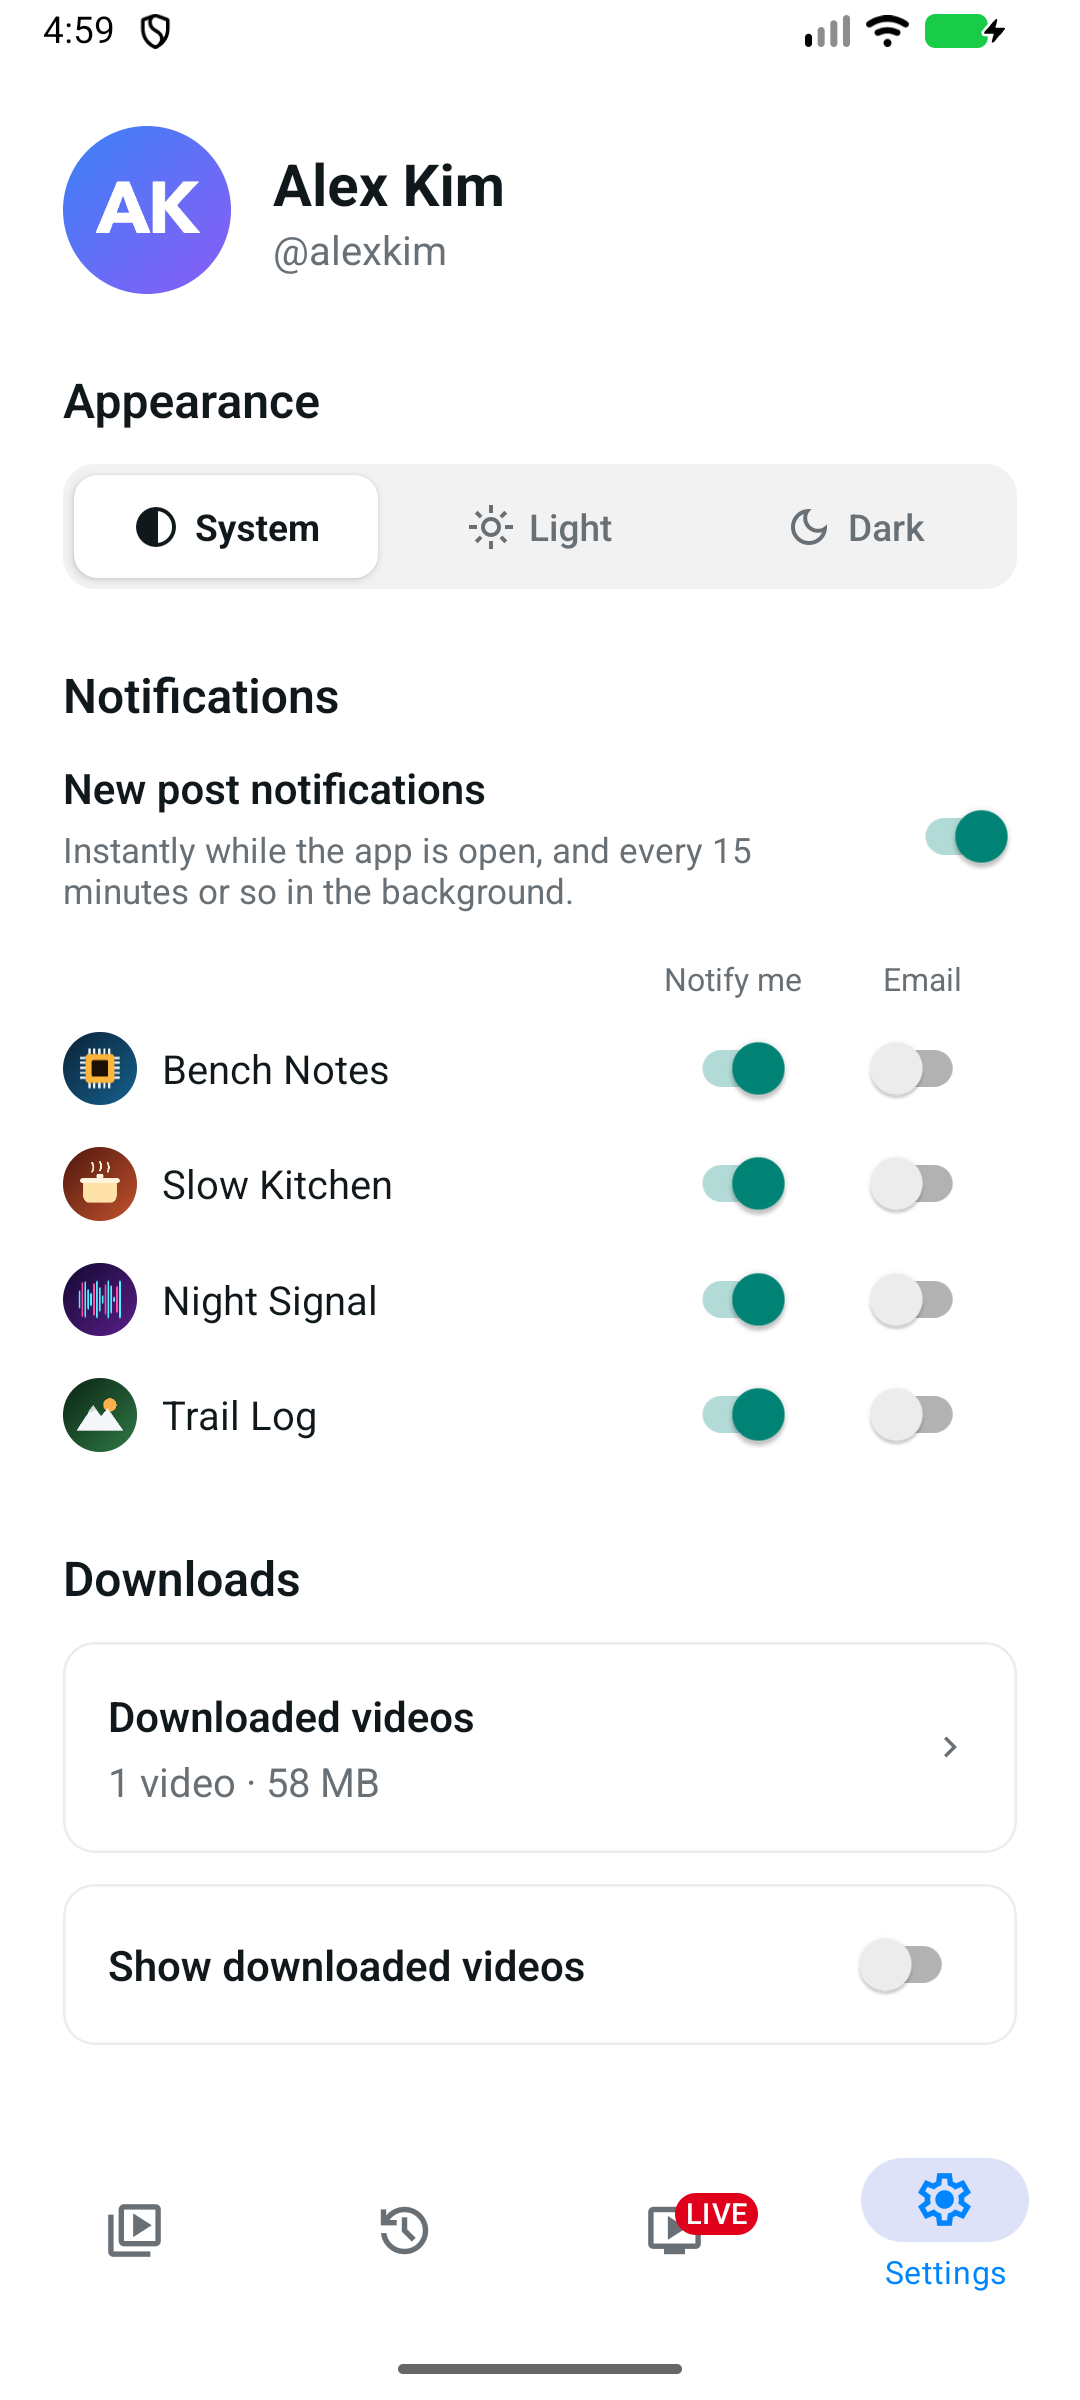 4:59
AK
Alex Kim
@alexkim
Appearance
System
Light
Dark
Notifications
New post notifications
Instantly while the app is open, and every 15
minutes or so in the background.
Notify me
Email
Bench Notes
Slow Kitchen
Night Signal
Trail Log
Downloads
Downloaded videos
1 video · 58 MB
Show downloaded videos
LIVE
Settings